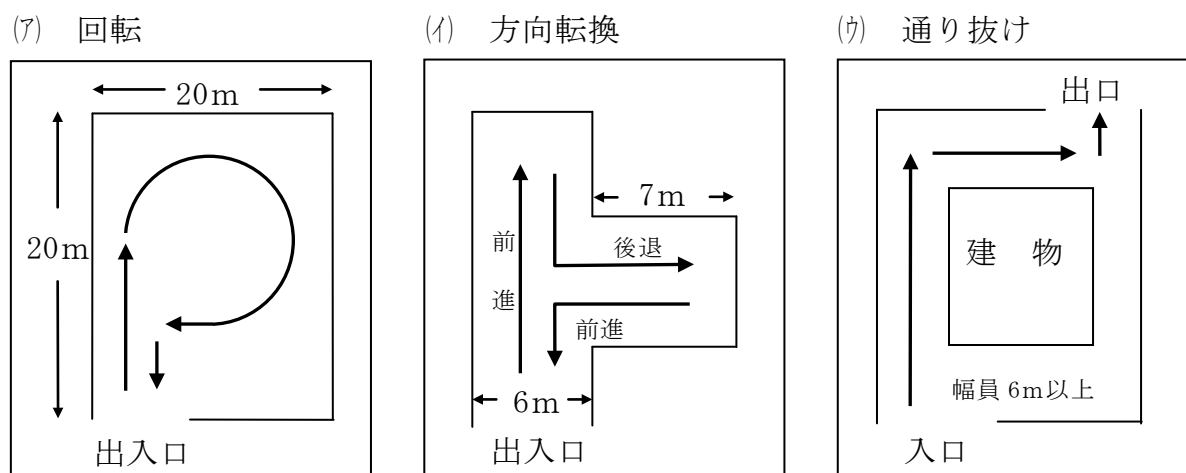 ㋐ 回転
20m
20m
出入口
㋑ 方向転換
7m
前進
後退
前進
6m
出入口
㋒ 通り抜け
出口
建 物
幅員 6m以上
入口